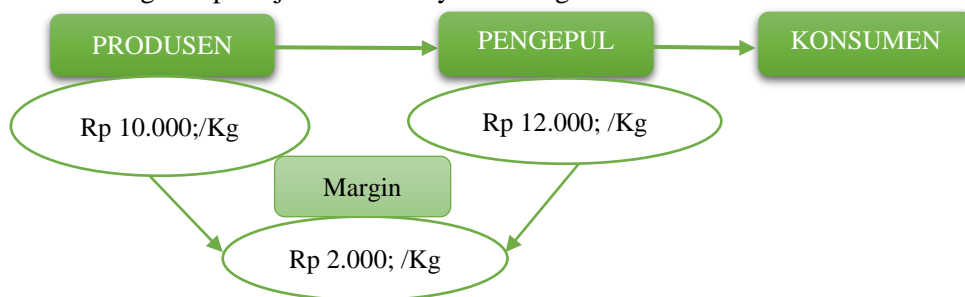 PRODUSEN
PENGEPUL
KONSUMEN
Rp 10.000;/Kg
Rp 12.000; /Kg
Margin
Rp 2.000; /Kg